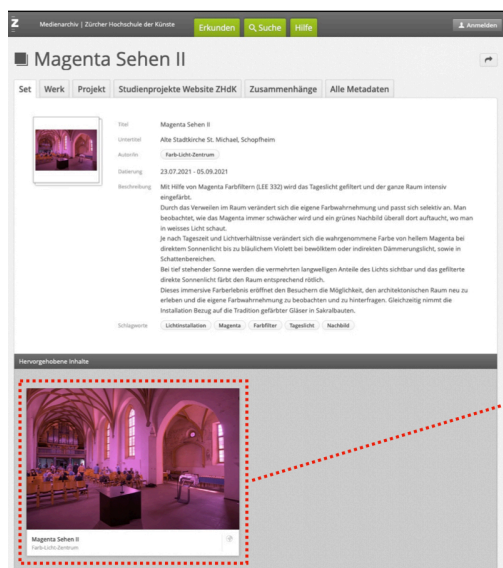 Z Medienarchiv | Zürcher Hochschule der Künste Erkunden Suche Hilfe Anmelden
Magenta Sehen II
Set Werk Projekt Studienprojekte Website ZHdK Zusammenhänge Alle Metadaten
Titel Magenta Sehen II
Untertitel Alte Stadtkirche St. Michael, Schopfheim
Autor/in Farb-Licht-Zentrum
Datierung 23.07.2021 - 05.09.2021
Beschreibung Mit Hilfe von Magenta Farbfiltern (LEE 332) wird das Tageslicht gefiltert und der ganze Raum intensiv
eingefärbt.
Durch das Verweilen im Raum verändert sich die eigene Farbwahrnehmung und passt sich selektiv an. Man
beobachtet, wie das Magenta immer schwächer wird und ein grünes Nachbild überall dort auftaucht, wo man
in weisses Licht schaut.
Je nach Tageszeit und Lichtverhältnisse verändert sich die wahrgenommene Farbe von hellem Magenta bei
direktem Sonnenlicht bis zu bläulichem Violett bei bewölktem oder indirekten Dämmerungslicht, sowie in
Schattenbereichen.
Bei tief stehender Sonne werden die vermehrten langwelligen Anteile des Lichts sichtbar und das gefilterte
direkte Sonnenlicht färbt den Raum entsprechend rötlich.
Dieses immersive Farberlebnis eröffnet den Besuchern die Möglichkeit, den architektonischen Raum neu zu
erleben und die eigene Farbwahrnehmung zu beobachten und zu hinterfragen. Gleichzeitig nimmt die
Installation Bezug auf die Tradition gefärbter Gläser in Sakralbauten.
Schlagworte Lichtinstallation Magenta Farbfilter Tageslicht Nachbild
Hervorgehobene Inhalte
Magenta Sehen II
Farb-Licht-Zentrum